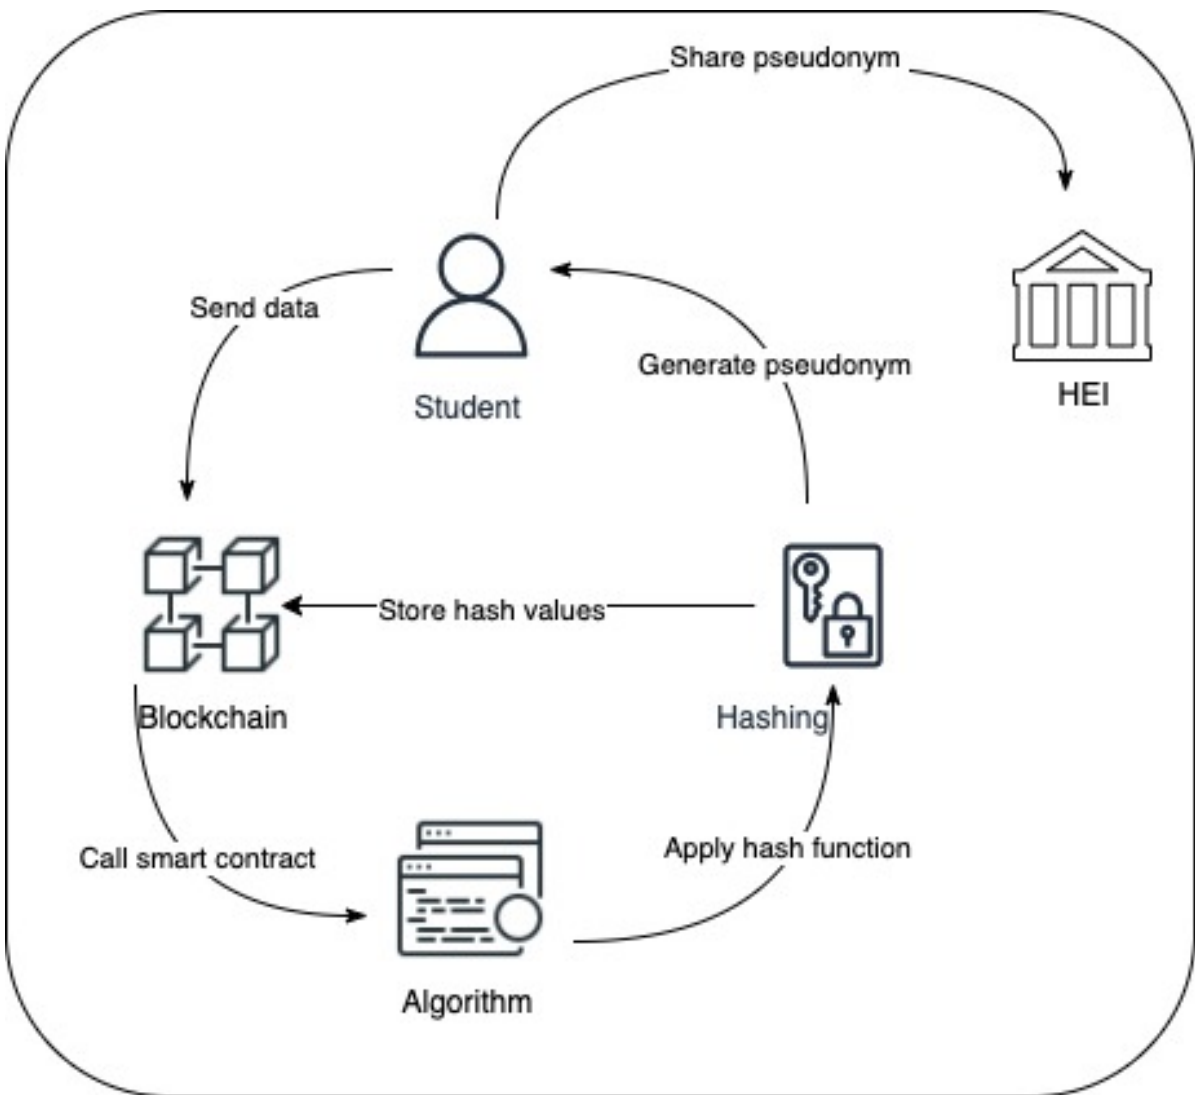 Share pseudonym
Send data
Generate pseudonym
Student
HEI
Store hash values
Blockchain
Hashing
Call smart contract
Apply hash function
Algorithm